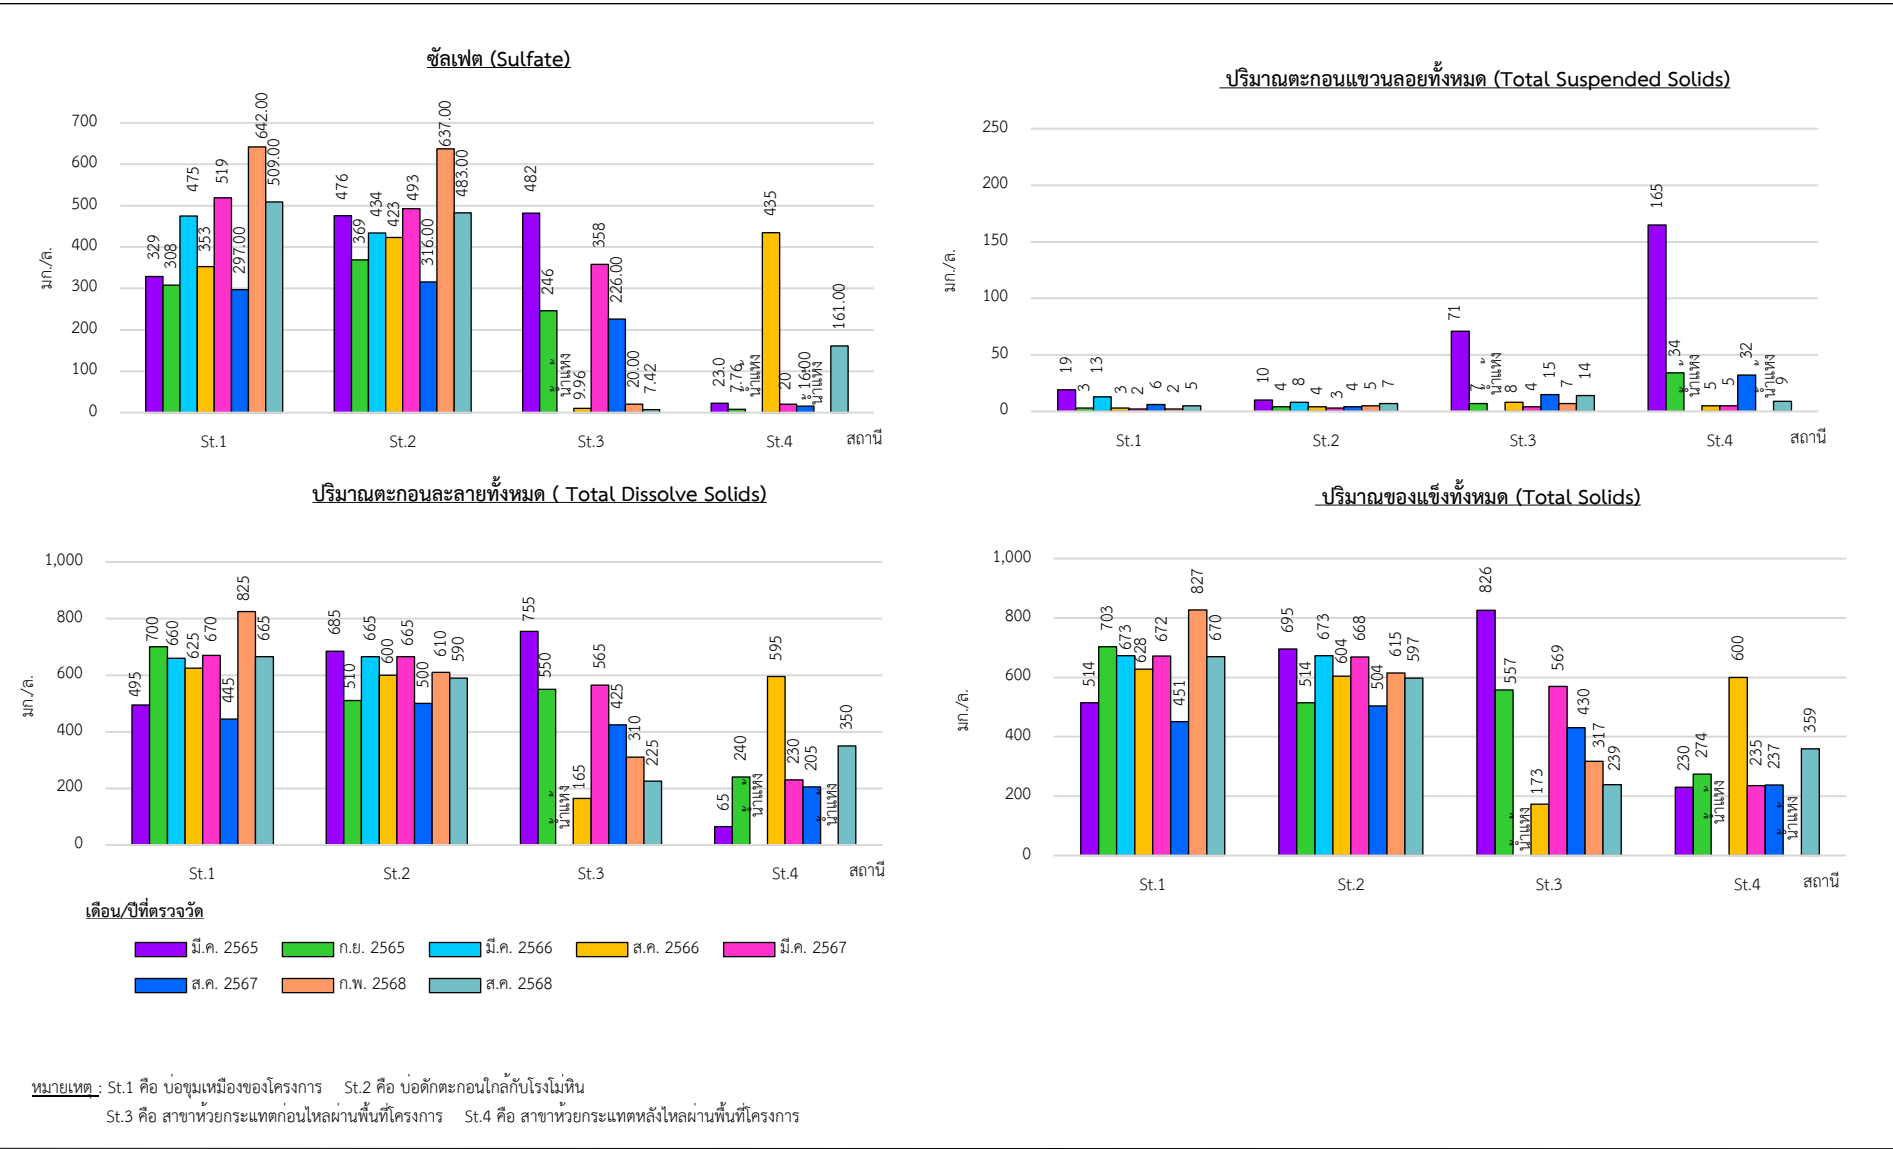 ซัลเฟต (Sulfate)
มก./ล.
700
600
500
400
300
200
100
0
329 308 475 353 519 297.00 642.00 509.00
476 369 434 423 493 316.00 637.00 483.00
482 246 น้ำแห้ง 9.96 358 226.00 20.00 7.42
23.0 7.76 น้ำแห้ง 435 20 16.00 น้ำแห้ง 161.00
St.1 St.2 St.3 St.4 สถานี
ปริมาณตะกอนแขวนลอยทั้งหมด (Total Suspended Solids)
มก./ล.
250
200
150
100
50
0
19 3 13 3 2 6 2 5
10 4 8 4 3 4 5 7
71 7 น้ำแห้ง 8 4 15 7 14
165 34 น้ำแห้ง 5 5 32 น้ำแห้ง 9
St.1 St.2 St.3 St.4 สถานี
ปริมาณตะกอนละลายทั้งหมด ( Total Dissolve Solids)
มก./ล.
1,000
800
600
400
200
0
495 700 660 625 670 445 825 665
685 510 665 600 665 500 610 590
755 550 น้ำแห้ง 165 565 425 310 225
65 240 น้ำแห้ง 595 230 205 น้ำแห้ง 350
St.1 St.2 St.3 St.4 สถานี
ปริมาณของแข็งทั้งหมด (Total Solids)
มก./ล.
1,000
800
600
400
200
0
514 703 673 628 672 451 827 670
695 514 673 604 668 504 615 597
826 557 น้ำแห้ง 173 569 430 317 239
230 274 น้ำแห้ง 600 235 237 น้ำแห้ง 359
St.1 St.2 St.3 St.4 สถานี
เดือน/ปีที่ตรวจวัด
มี.ค. 2565 ก.ย. 2565 มี.ค. 2566 ส.ค. 2566 มี.ค. 2567
ส.ค. 2567 ก.พ. 2568 ส.ค. 2568
หมายเหตุ : St.1 คือ บ่อขุมเหมืองของโครงการ St.2 คือ บ่อดักตะกอนใกล้กับโรงโม่หิน
St.3 คือ สาขาห้วยกระแทตก่อนไหลผ่านพื้นที่โครงการ St.4 คือ สาขาห้วยกระแทตหลังไหลผ่านพื้นที่โครงการ